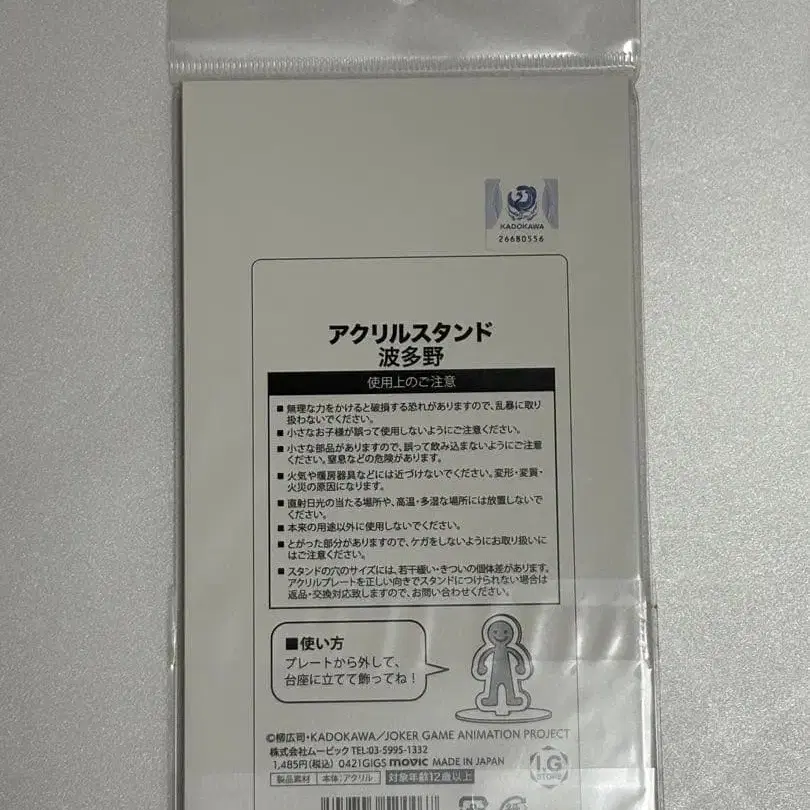 KADOKAWA
26680556
アクリルスタンド
波多野
使用上のご注意
■ 無理な力をかけると破損する恐れがありますので、乱暴に取り
扱わないでください。
■ 小さなお子様が誤って使用しないようにご注意ください。
■ 小さな部品がありますので、誤って飲み込まないようにご注意
ください。窒息などの危険があります。
■ 火気や暖房器具などには近づけないでください。変形・変質・
火災の原因になります。
■ 直射日光の当たる場所や、高温・多湿な場所には放置しないで
ください。
■ 本来の用途以外に使用しないでください。
■ とがった部分がありますので、ケガをしないようにお取り扱いに
はご注意ください。
■ スタンドの穴のサイズには、若干緩い・きついの個体差があります。
アクリルプレートを正しい向きでスタンドにつけられない場合は
返品・交換対応致しますので、お問い合わせください。
■使い方
プレートから外して、
台座に立てて飾ってね!
©柳広司・KADOKAWA/JOKER GAME ANIMATION PROJECT
株式会社ムービック TEL:03-5995-1332
1,485円(税込) 0421GIGS movic MADE IN JAPAN
I.G STORE
製品素材 本体:アクリル 対象年齢12歳以上